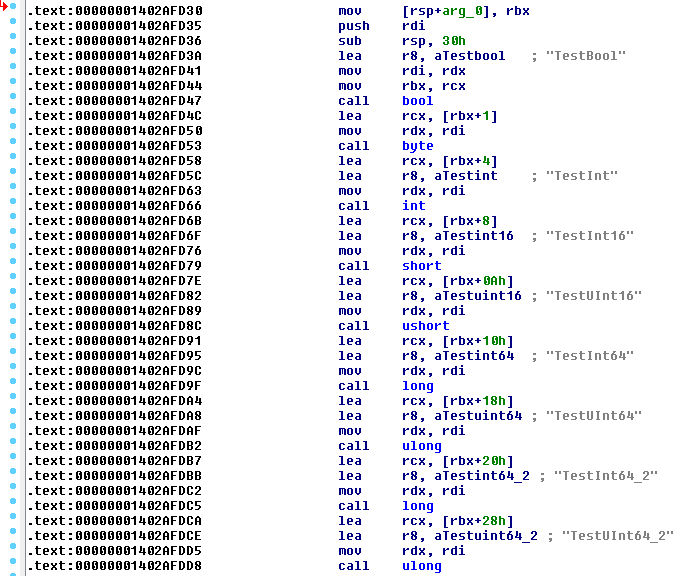 .text:00000001402AFD30 mov [rsp+arg_0], rbx
.text:00000001402AFD35 push rdi
.text:00000001402AFD36 sub rsp, 30h
.text:00000001402AFD3A lea r8, aTestbool ; "TestBool"
.text:00000001402AFD41 mov rdi, rdx
.text:00000001402AFD44 mov rbx, rcx
.text:00000001402AFD47 call bool
.text:00000001402AFD4C lea rcx, [rbx+1]
.text:00000001402AFD50 mov rdx, rdi
.text:00000001402AFD53 call byte
.text:00000001402AFD58 lea rcx, [rbx+4]
.text:00000001402AFD5C lea r8, aTestint ; "TestInt"
.text:00000001402AFD63 mov rdx, rdi
.text:00000001402AFD66 call int
.text:00000001402AFD6B lea rcx, [rbx+8]
.text:00000001402AFD6F lea r8, aTestint16 ; "TestInt16"
.text:00000001402AFD76 mov rdx, rdi
.text:00000001402AFD79 call short
.text:00000001402AFD7E lea rcx, [rbx+0Ah]
.text:00000001402AFD82 lea r8, aTestuint16 ; "TestUInt16"
.text:00000001402AFD89 mov rdx, rdi
.text:00000001402AFD8C call ushort
.text:00000001402AFD91 lea rcx, [rbx+10h]
.text:00000001402AFD95 lea r8, aTestint64 ; "TestInt64"
.text:00000001402AFD9C mov rdx, rdi
.text:00000001402AFD9F call long
.text:00000001402AFDA4 lea rcx, [rbx+18h]
.text:00000001402AFDA8 lea r8, aTestuint64 ; "TestUInt64"
.text:00000001402AFDAF mov rdx, rdi
.text:00000001402AFDB2 call ulong
.text:00000001402AFDB7 lea rcx, [rbx+20h]
.text:00000001402AFDBB lea r8, aTestint64_2 ; "TestInt64_2"
.text:00000001402AFDC2 mov rdx, rdi
.text:00000001402AFDC5 call long
.text:00000001402AFDCA lea rcx, [rbx+28h]
.text:00000001402AFDCE lea r8, aTestuint64_2 ; "TestUInt64_2"
.text:00000001402AFDD5 mov rdx, rdi
.text:00000001402AFDD8 call ulong